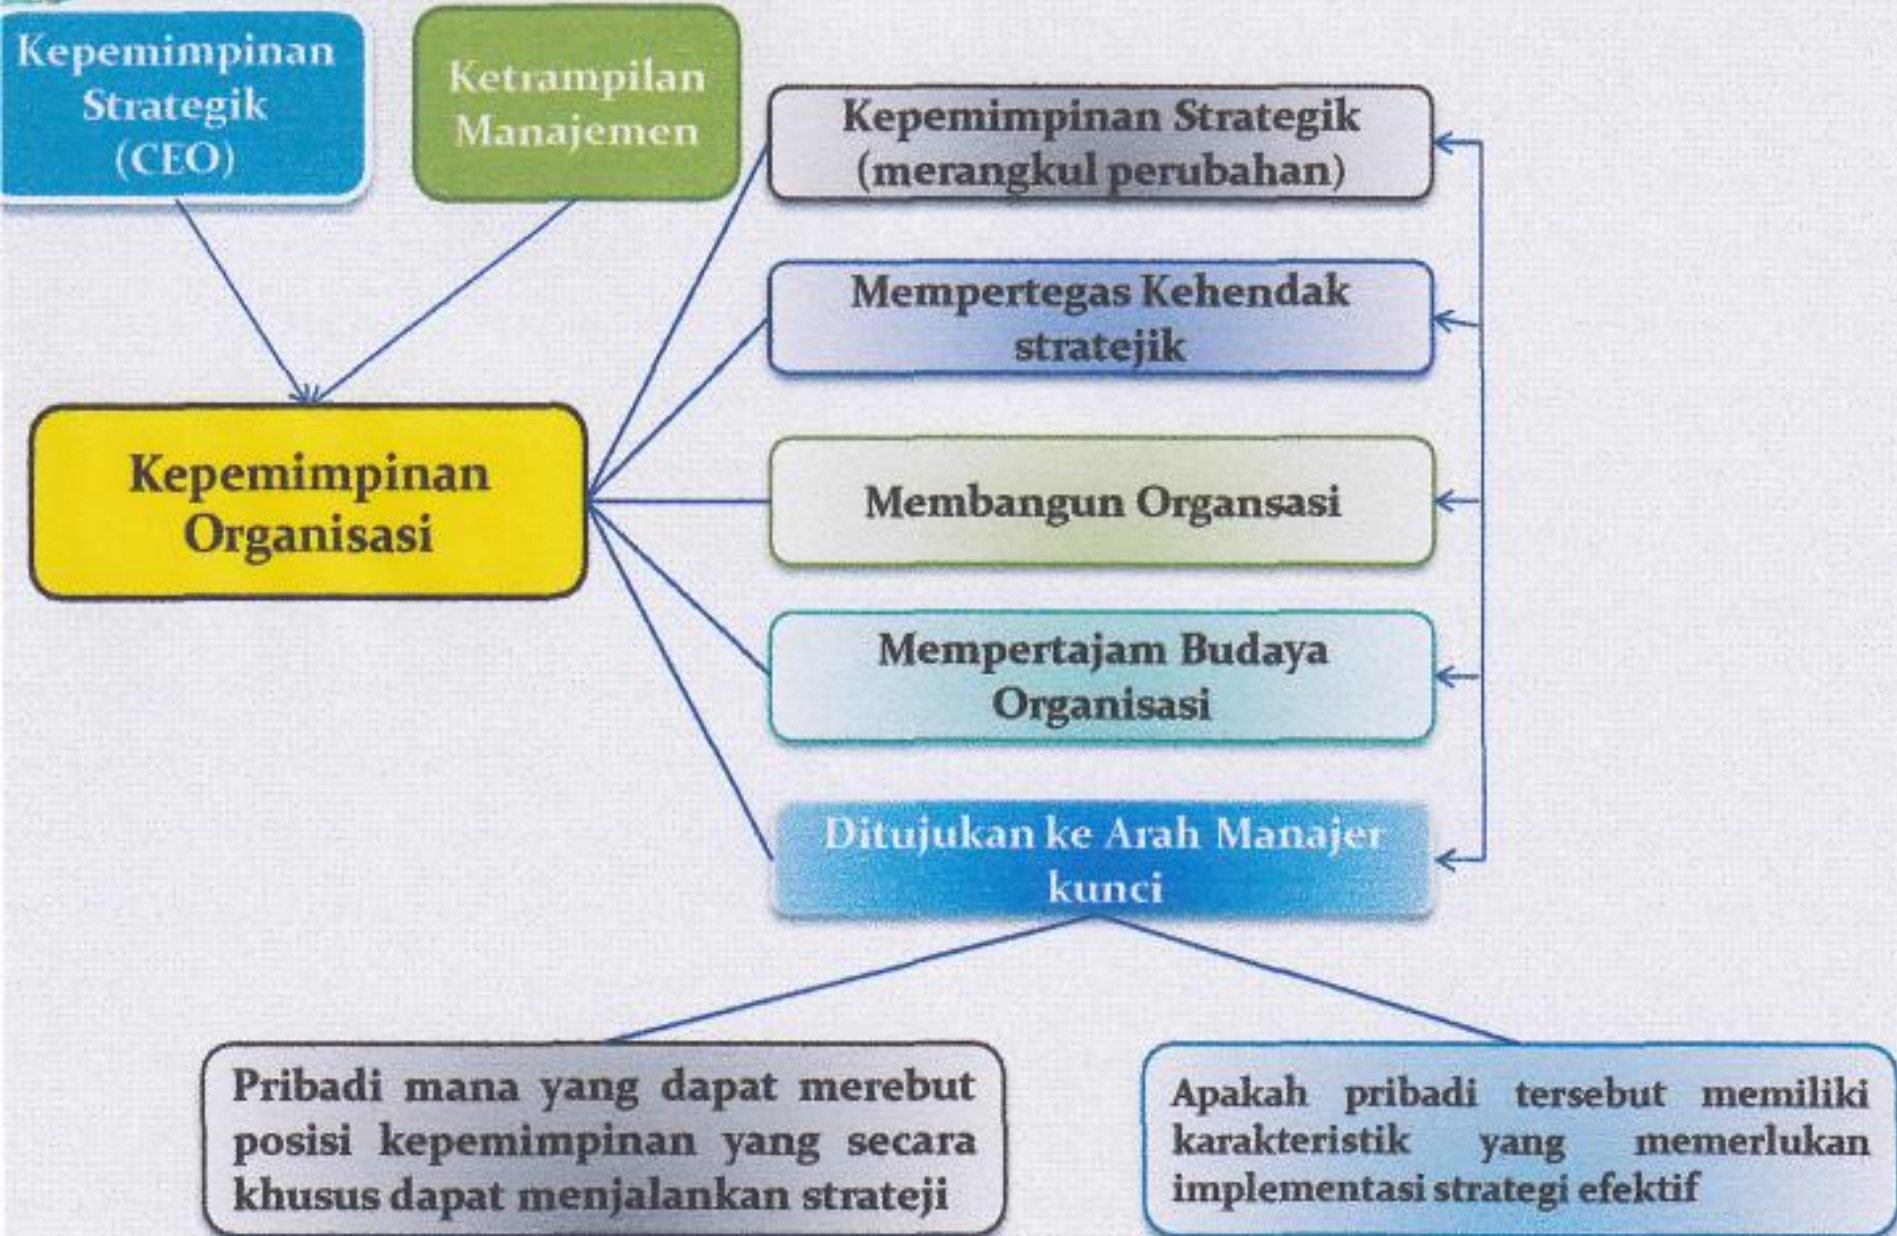 Kepemimpinan
Strategik
(CEO)
Ketrampilan
Manajemen
Kepemimpinan Strategik
(merangkul perubahan)
Mempertegas Kehendak
stratejik
Kepemimpinan
Organisasi
Membangun Organsasi
Mempertajam Budaya
Organisasi
Ditujukan ke Arah Manajer
kunci
Pribadi mana yang dapat merebut
posisi kepemimpinan yang secara
khusus dapat menjalankan strateji
Apakah pribadi tersebut memiliki
karakteristik yang memerlukan
implementasi strategi efektif